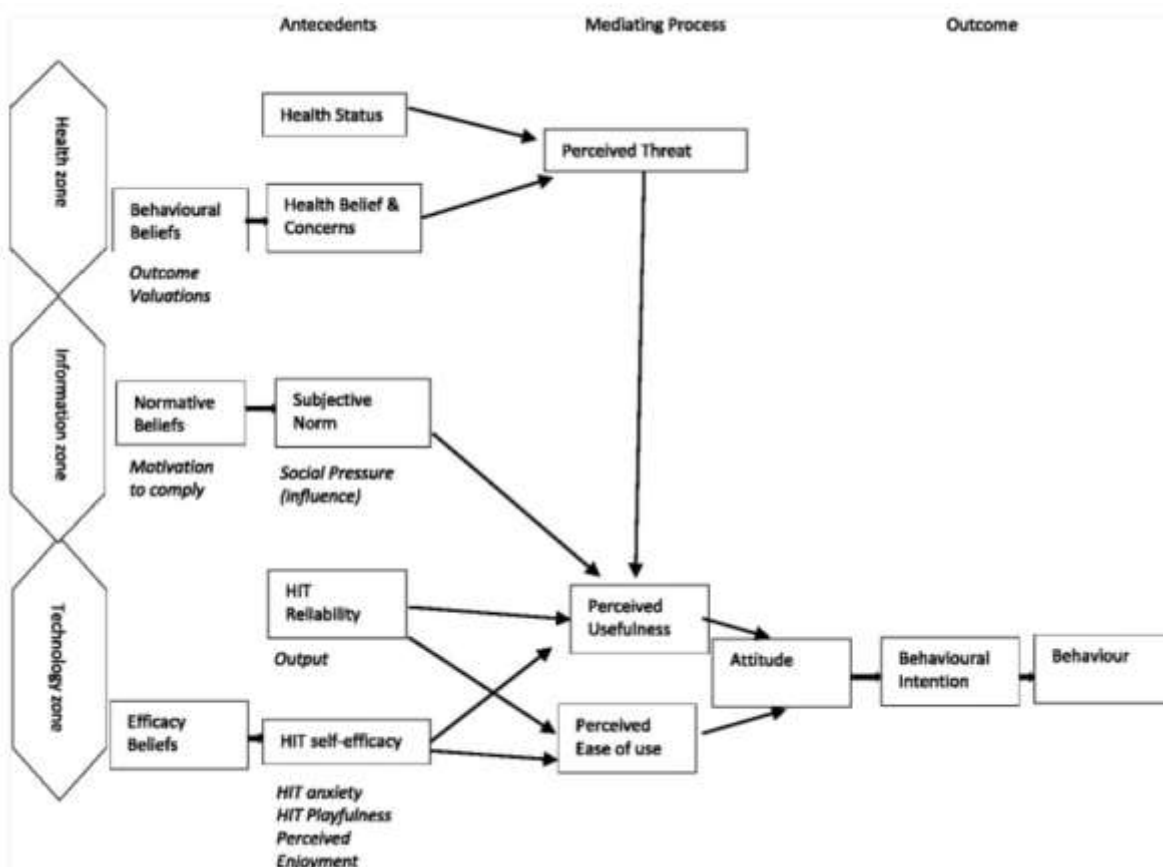 Antecedents
Mediating Process
Outcome
Health zone
Health Status
Perceived Threat
Behavioural
Beliefs
Health Belief &
Concerns
Outcome
Valuations
Information zone
Normative
Beliefs
Subjective
Norm
Motivation
to comply
Social Pressure
(influence)
Technology zone
HIT
Reliability
Output
Perceived
Usefulness
Attitude
Behavioural
Intention
Behaviour
Efficacy
Beliefs
HIT self-efficacy
Perceived
Ease of use
HIT anxiety
HIT Playfulness
Perceived
Enjoyment